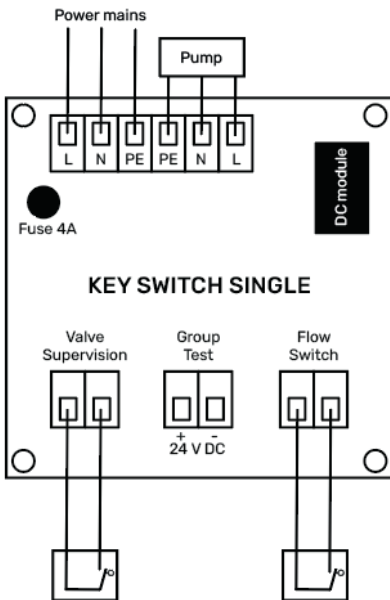 Power mains
Pump
L N PE PE N L
DC module
Fuse 4A
KEY SWITCH SINGLE
Valve
Supervision
Group
Test
Flow
Switch
+ -
24 V DC